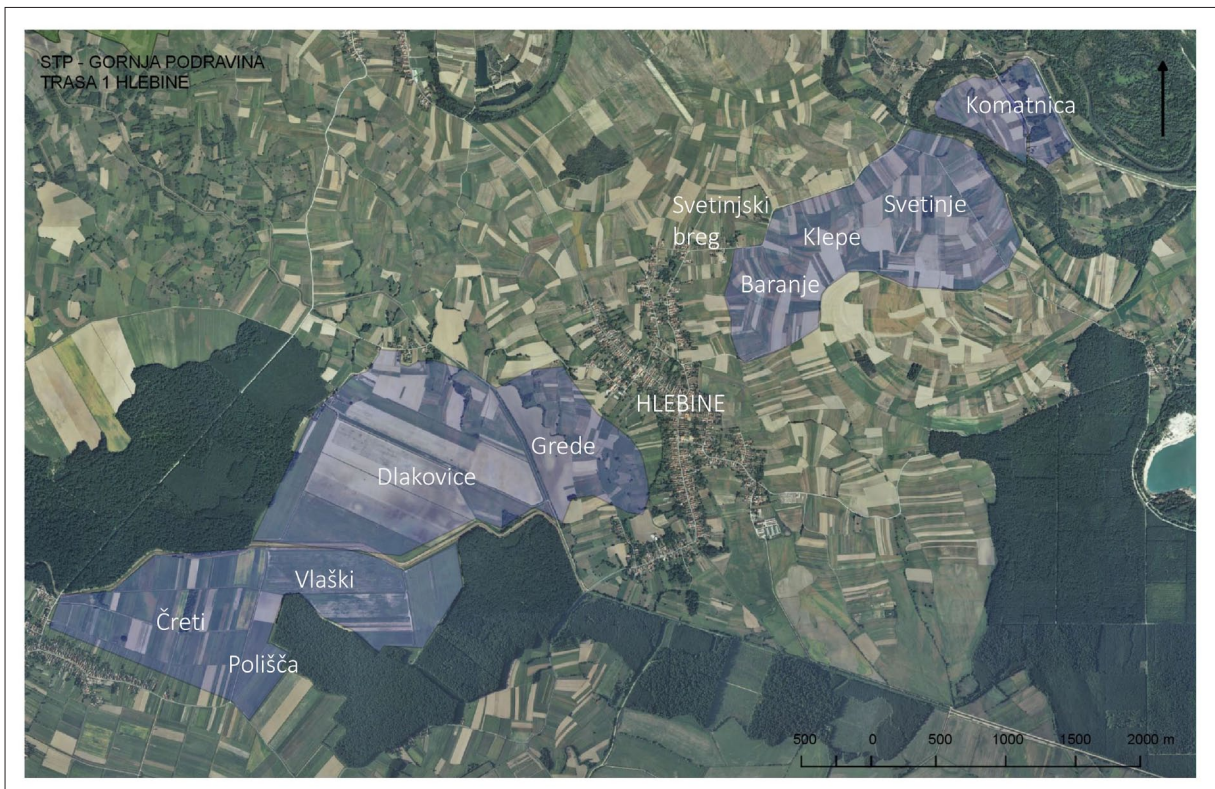 STP - GORNJA PODRAVINA
TRASA 1 HLEBINE
Komatnica
Svetinjski
breg
Svetinje
Klepe
Baranje
HLEBINE
Grede
Dlakovice
Vlaški
Čreti
Polišča
500 0 500 1000 1500 2000 m